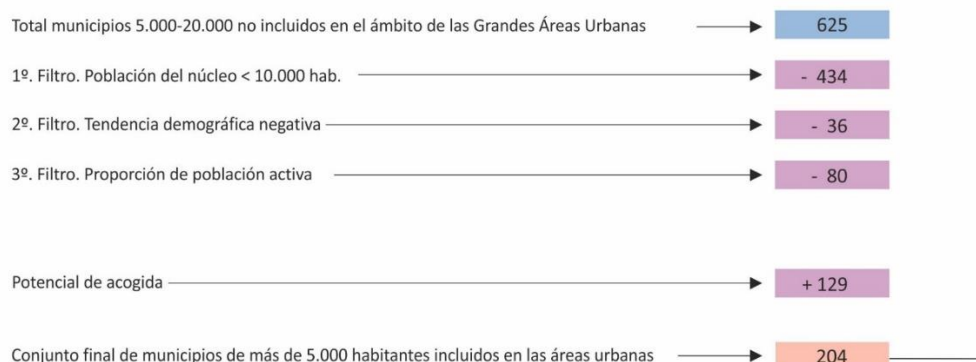 Total municipios 5.000-20.000 no incluidos en el ámbito de las Grandes Áreas Urbanas 625
1º. Filtro. Población del núcleo < 10.000 hab. - 434
2º. Filtro. Tendencia demográfica negativa - 36
3º. Filtro. Proporción de población activa - 80
Potencial de acogida + 129
Conjunto final de municipios de más de 5.000 habitantes incluidos en las áreas urbanas 204